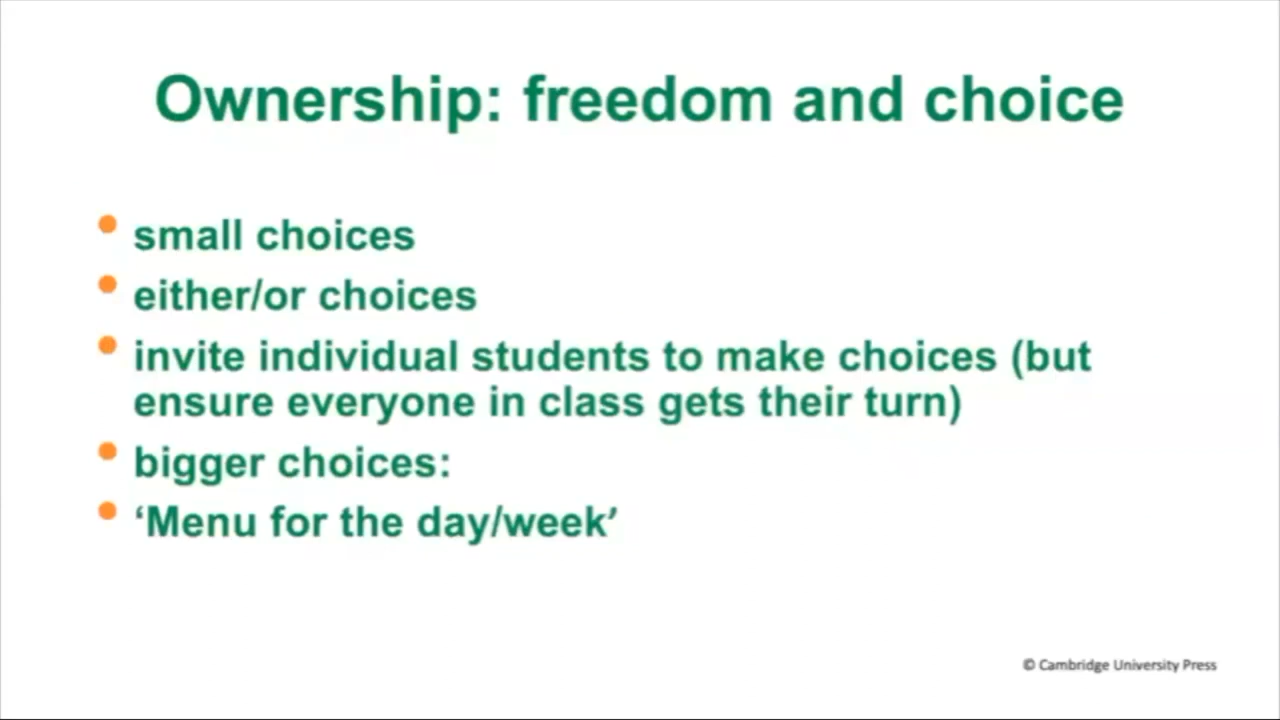 Ownership: freedom and choice
• small choices
• either/or choices
• invite individual students to make choices (but
ensure everyone in class gets their turn)
• bigger choices:
• ‘Menu for the day/week’
© Cambridge University Press